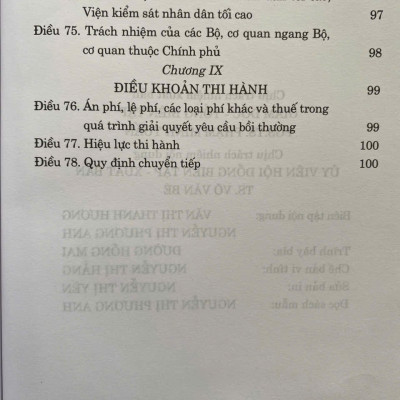 Viện kiểm sát nhân dân tối cao 97
Điều 75. Trách nhiệm của các Bộ, cơ quan ngang Bộ,
cơ quan thuộc Chính phủ 98
Chương IX
ĐIỀU KHOẢN THI HÀNH 99
Điều 76. Án phí, lệ phí, các loại phí khác và thuế trong
quá trình giải quyết yêu cầu bồi thường 99
Điều 77. Hiệu lực thi hành 100
Điều 78. Quy định chuyển tiếp 100
Chịu trách nhiệm nội dung
ỦY VIÊN HỘI ĐỒNG BIÊN TẬP - XUẤT BẢN
TS. VÕ VĂN BÉ
Biên tập nội dung: VĂN THỊ THANH HƯƠNG
NGUYỄN THỊ PHƯƠNG ANH
Trình bày bìa: DƯƠNG HỒNG MAI
Chế bản vi tính: NGUYỄN THỊ HẰNG
Sửa bản in: NGUYỄN THỊ YẾN
Đọc sách mẫu: NGUYỄN THỊ PHƯƠNG ANH